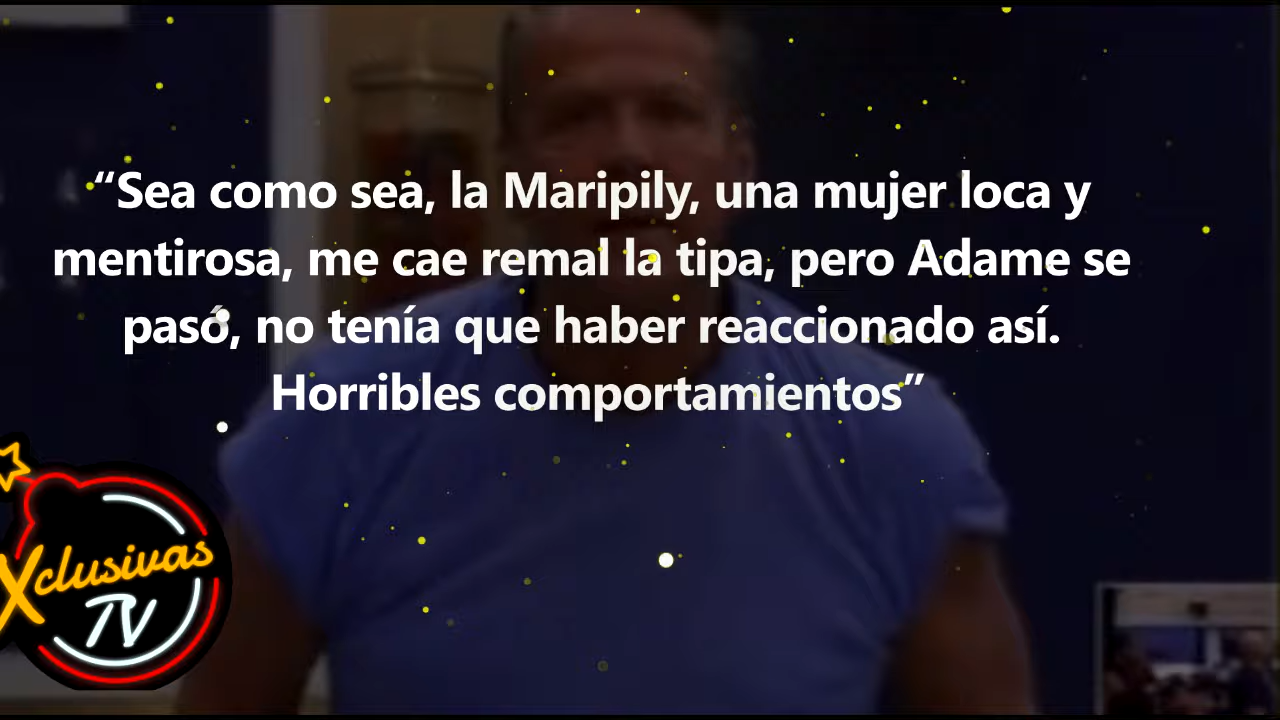 “Sea como sea, la Maripily, una mujer loca y
mentirosa, me cae remal la tipa, pero Adame se
pasó, no tenía que haber reaccionado así.
Horribles comportamientos”
Xclusivas
TV